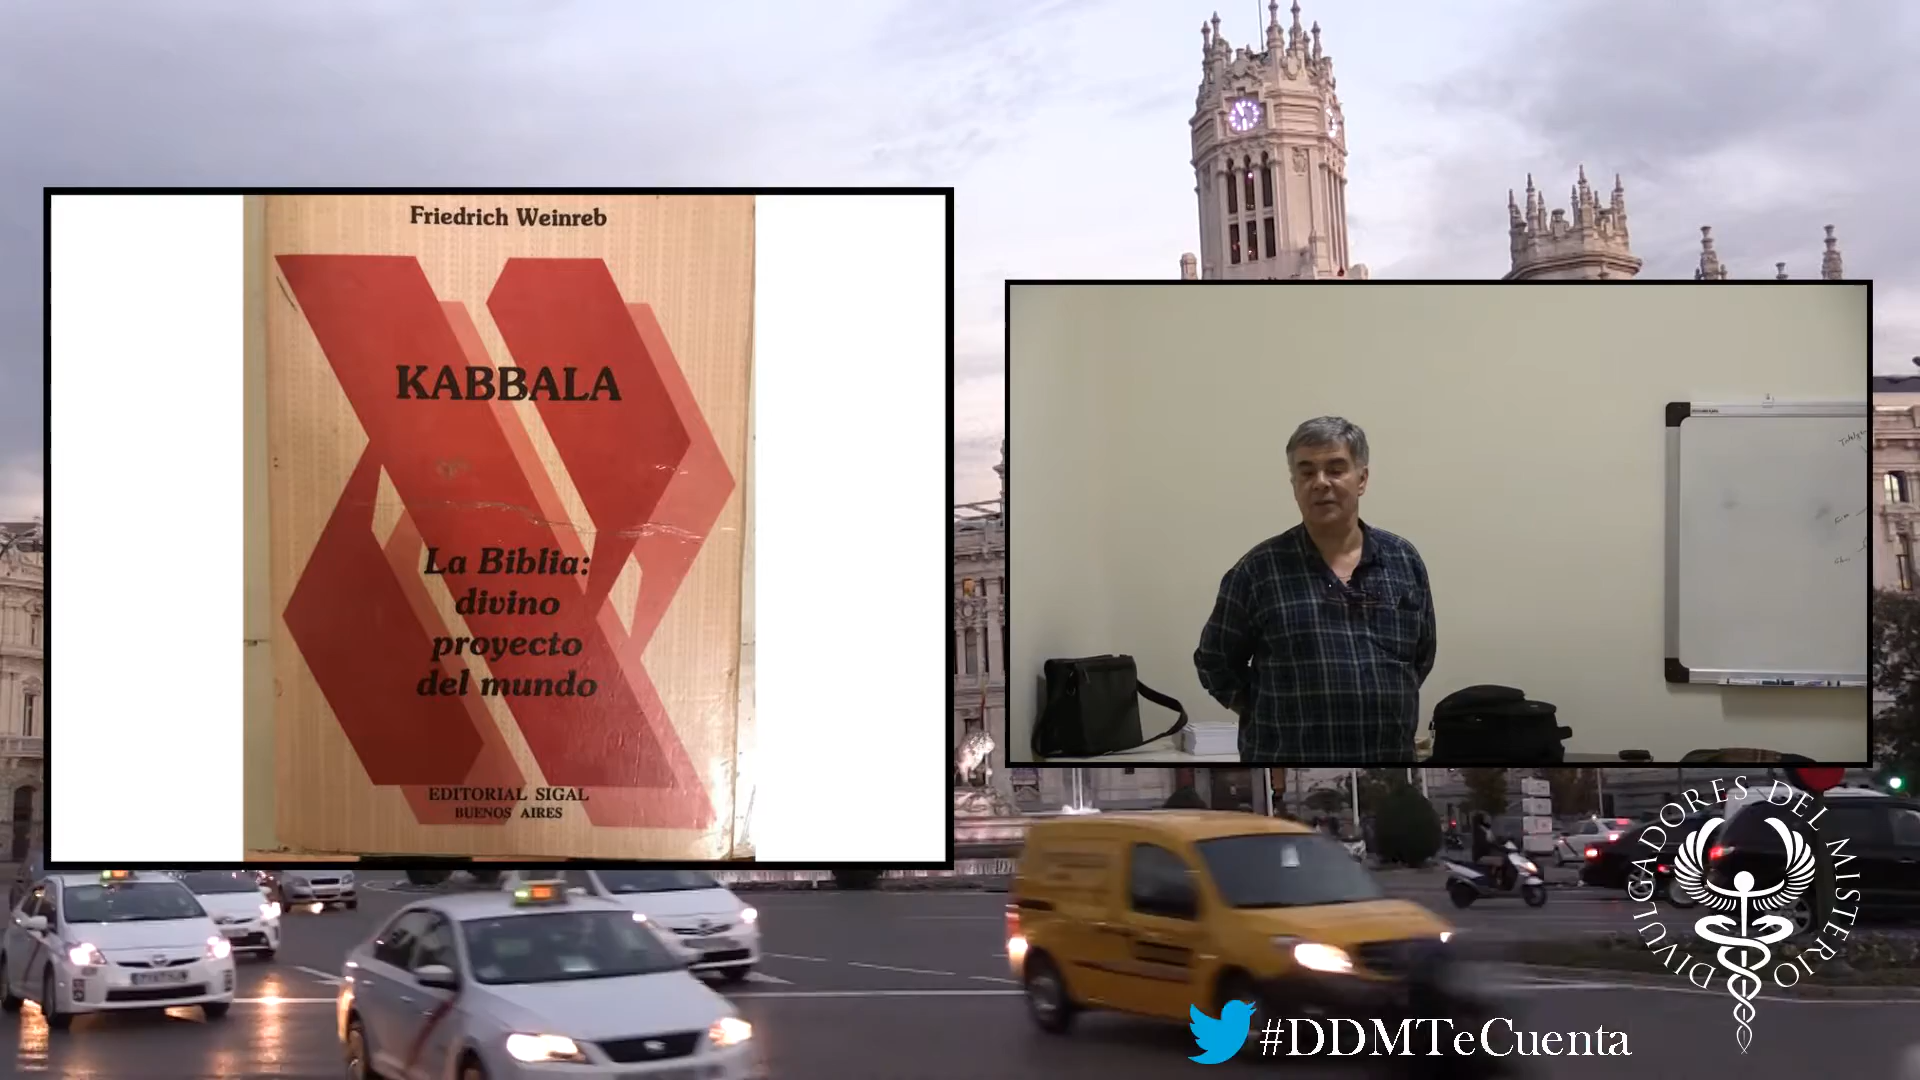 Friedrich Weinreb
KABBALA
La Biblia:
divino
proyecto
del mundo
EDITORIAL SIGAL
BUENOS AIRES
DIVULGADORES DEL MISTERIO
#DDMTeCuenta